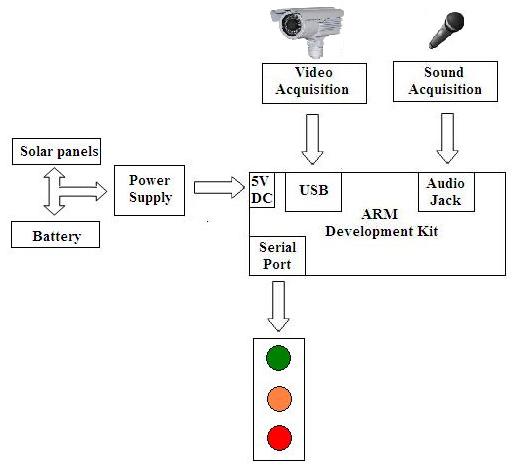 Video
Acquisition
Sound
Acquisition
Solar panels
Battery
Power
Supply
5V
DC
USB
Audio
Jack
ARM
Development Kit
Serial
Port